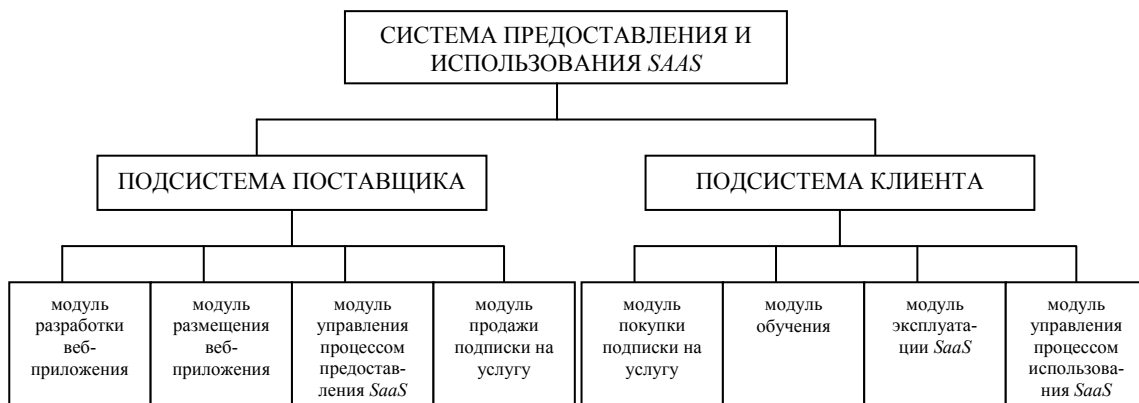 СИСТЕМА ПРЕДОСТАВЛЕНИЯ И
ИСПОЛЬЗОВАНИЯ SAAS
ПОДСИСТЕМА ПОСТАВЩИКА
ПОДСИСТЕМА КЛИЕНТА
модуль
разработки
веб-
приложения
модуль
размещения
веб-
приложения
модуль
управления
процессом
предостав-
ления SaaS
модуль
продажи
подписки на
услугу
модуль
покупки
подписки на
услугу
модуль
обучения
модуль
эксплуата-
ции SaaS
модуль
управления
процессом
использова-
ния SaaS